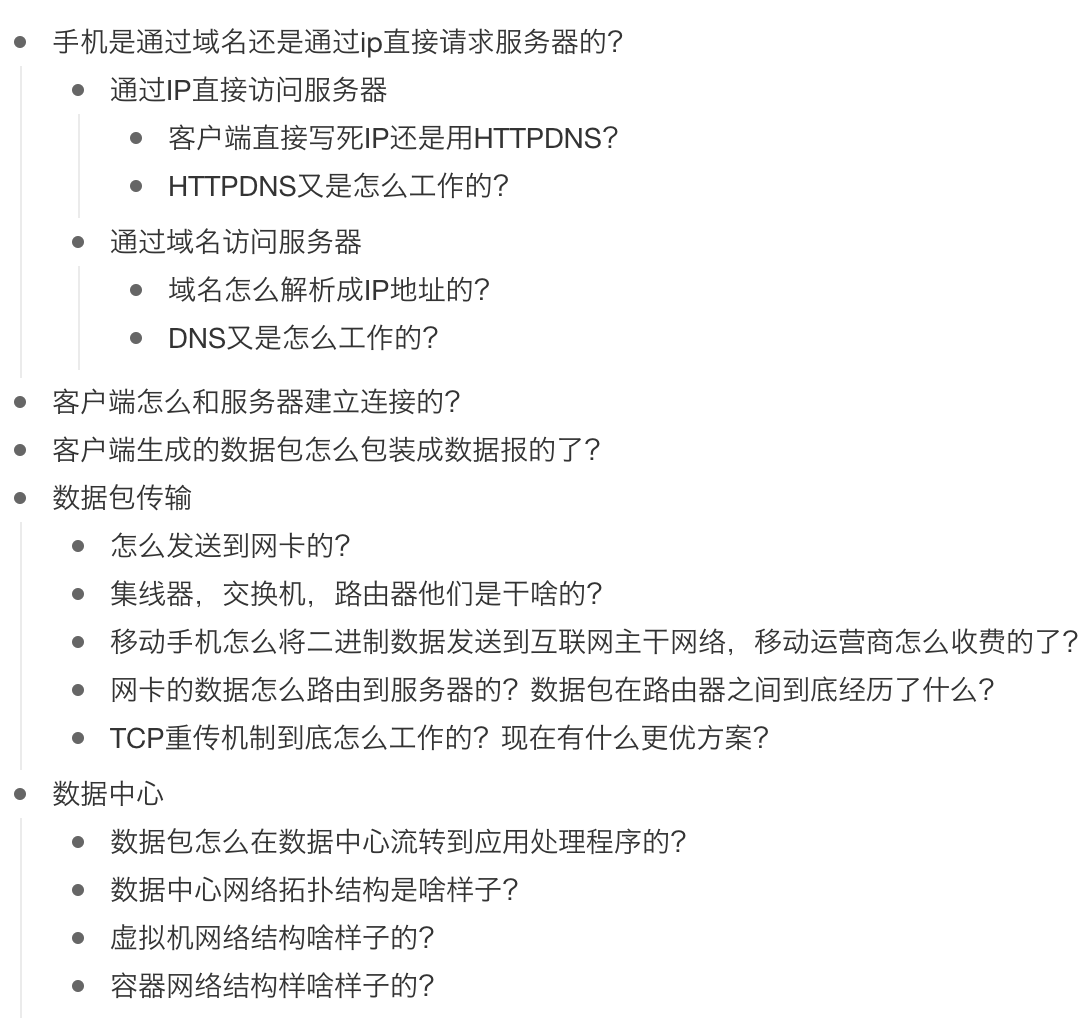 手机是通过域名还是通过ip直接请求服务器的？
通过IP直接访问服务器
客户端直接写死IP还是用HTTPDNS？
HTTPDNS又是怎么工作的？
通过域名访问服务器
域名怎么解析成IP地址的？
DNS又是怎么工作的？
客户端怎么和服务器建立连接的？
客户端生成的数据包怎么包装成数据报的了？
数据包传输
怎么发送到网卡的？
集线器，交换机，路由器他们是干啥的？
移动手机怎么将二进制数据发送到互联网主干网络，移动运营商怎么收费的了？
网卡的数据怎么路由到服务器的？数据包在路由器之间到底经历了什么？
TCP重传机制到底怎么工作的？现在有什么更优方案？
数据中心
数据包怎么在数据中心流转到应用处理程序的？
数据中心网络拓扑结构是啥样子？
虚拟机网络结构啥样子的？
容器网络结构样啥样子的？